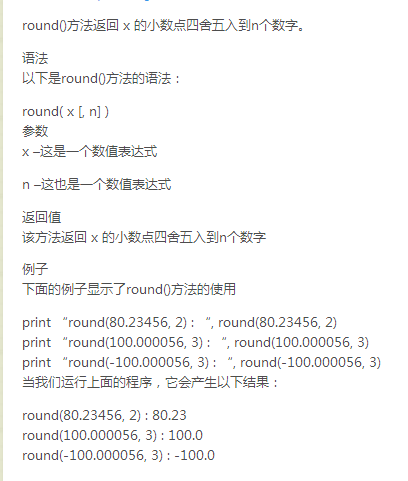 round()方法返回 x 的小数点四舍五入到n个数字。
语法
以下是round()方法的语法：
round( x [, n] )
参数
x –这是一个数值表达式
n –这也是一个数值表达式
返回值
该方法返回 x 的小数点四舍五入到n个数字
例子
下面的例子显示了round()方法的使用
print “round(80.23456, 2) : “, round(80.23456, 2)
print “round(100.000056, 3) : “, round(100.000056, 3)
print “round(-100.000056, 3) : “, round(-100.000056, 3)
当我们运行上面的程序，它会产生以下结果：
round(80.23456, 2) : 80.23
round(100.000056, 3) : 100.0
round(-100.000056, 3) : -100.0